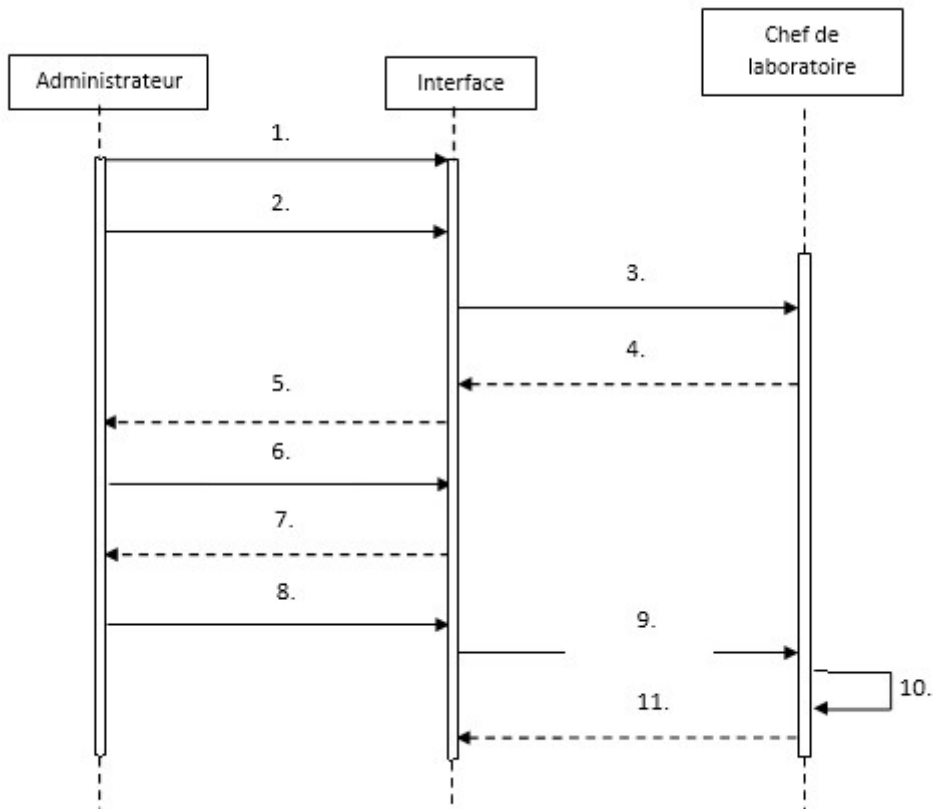 Administrateur
Interface
Chef de
laboratoire
1.
2.
3.
4.
5.
6.
7.
8.
9.
10.
11.